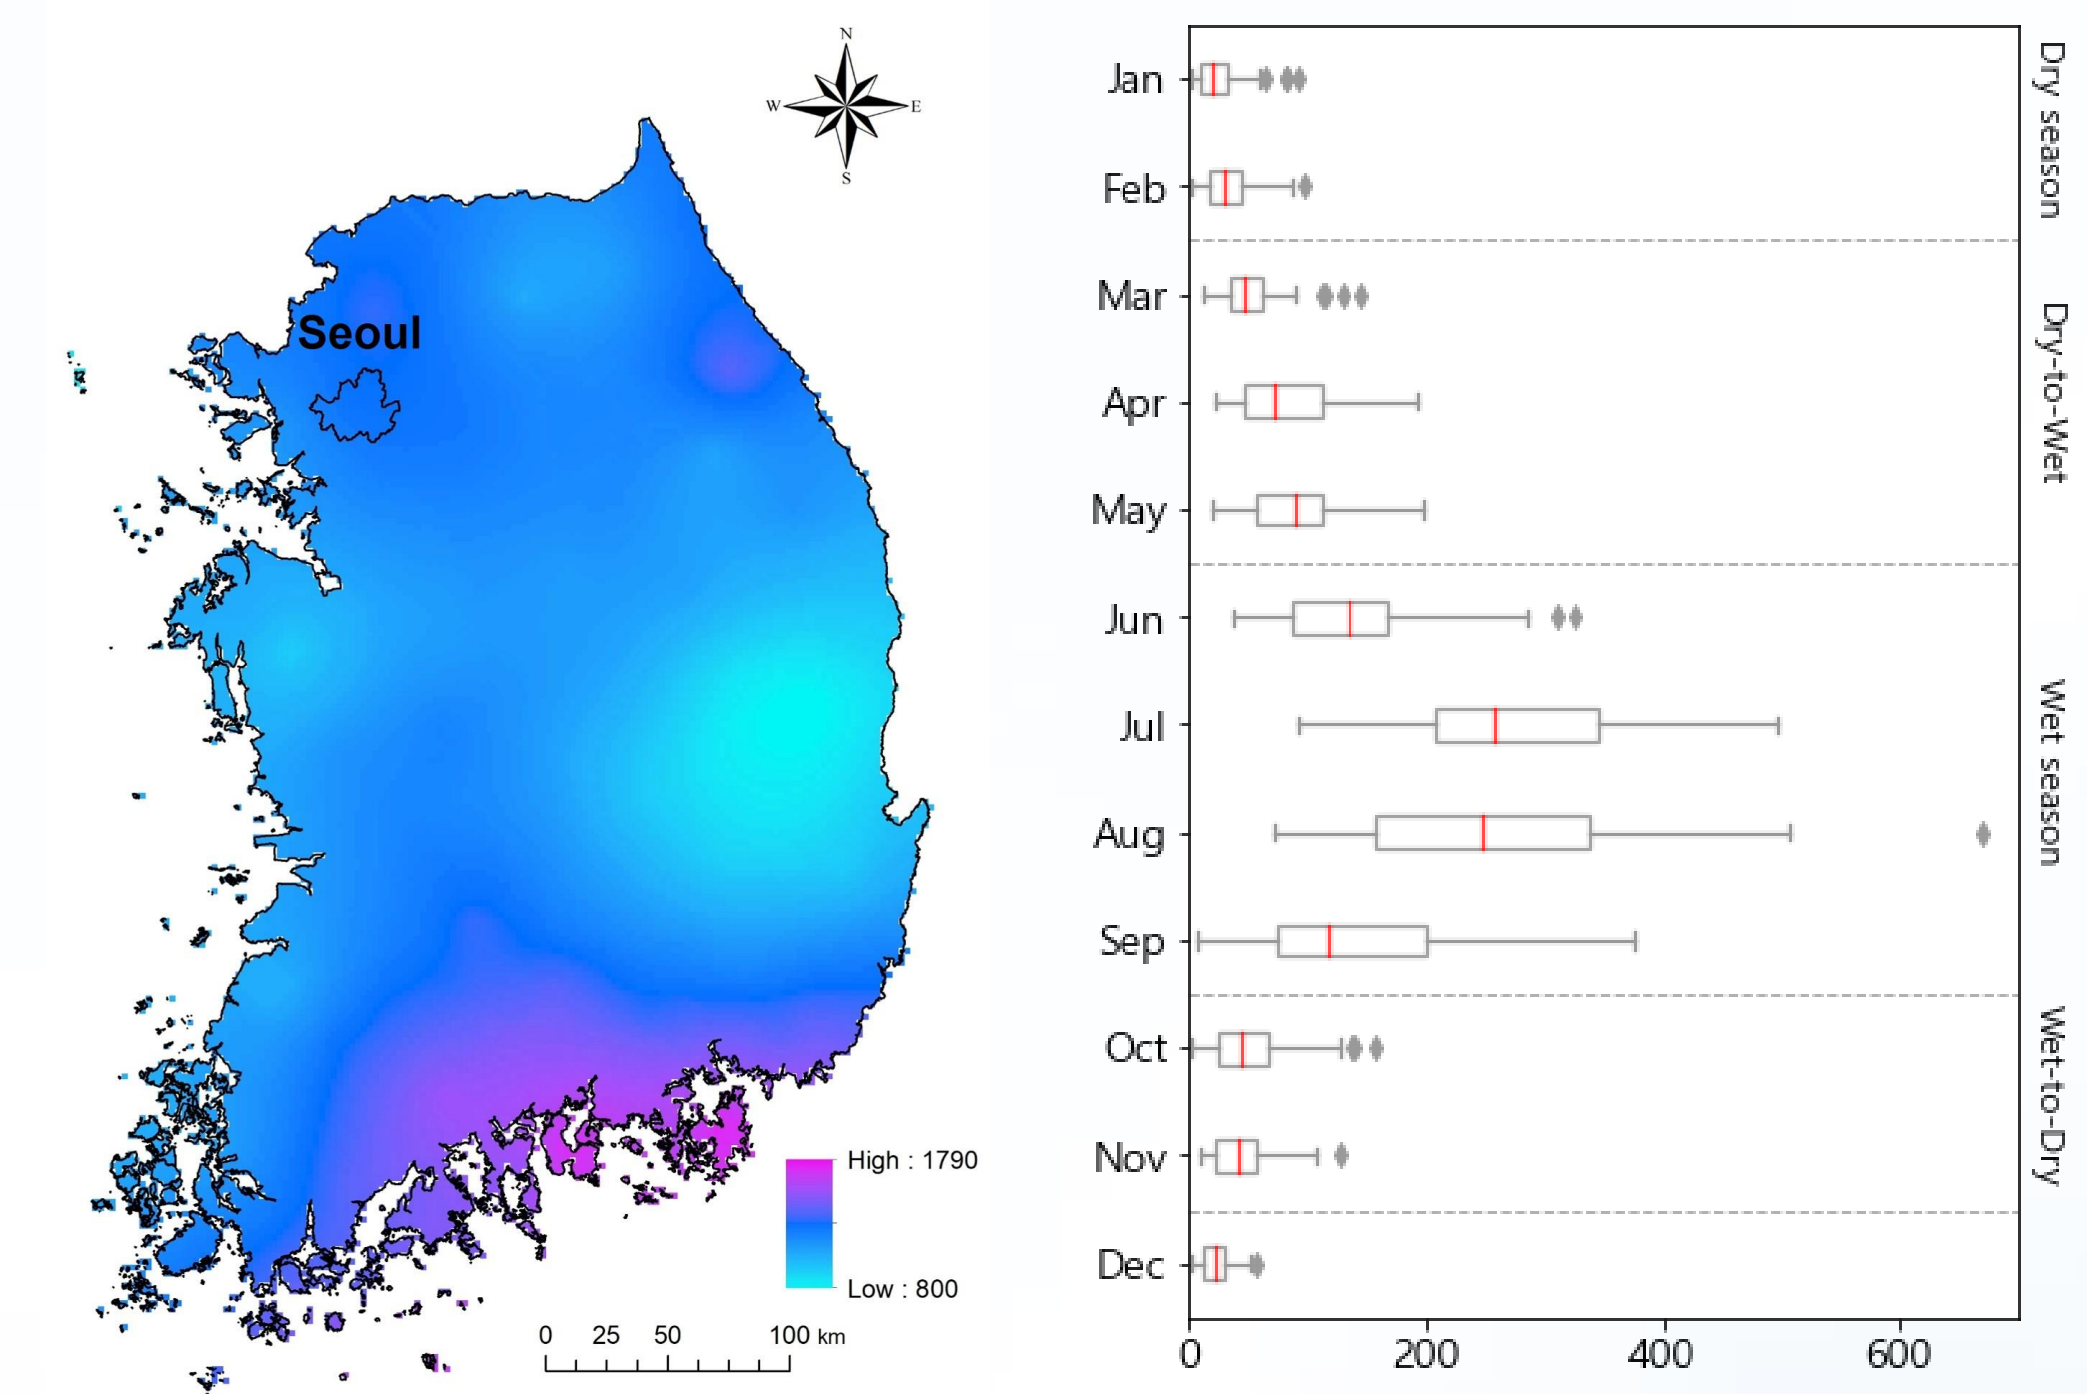 N
W E
S
Seoul
High : 1790
Low : 800
0 25 50 100 km
Jan
Feb
Mar
Apr
May
Jun
Jul
Aug
Sep
Oct
Nov
Dec
0 200 400 600
Dry season
Dry-to-Wet
Wet season
Wet-to-Dry